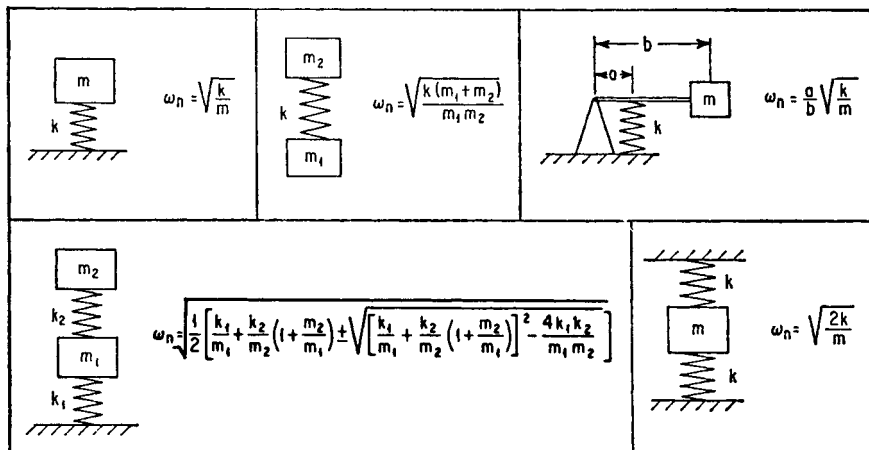 m
k
ωn = √(k/m)
m2
k
m1
ωn = √(k(m1+m2)/m1m2)
b
a
m
k
ωn = a/b √(k/m)
m2
k2
m1
k1
ωn = √(1/2[k1/m1 + k2/m2(1 + m2/m1) ± √([k1/m1 + k2/m2(1 + m2/m1)]² − 4k1k2/m1m2)])
k
m
k
ωn = √(2k/m)